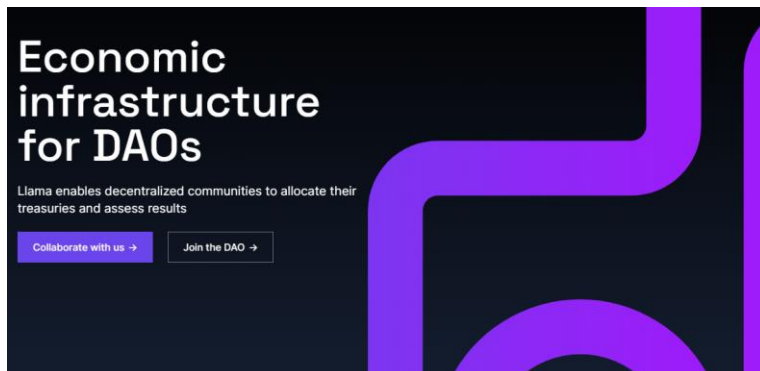 Economic
infrastructure
for DAOs
Llama enables decentralized communities to allocate their
treasuries and assess results
Collaborate with us →
Join the DAO →